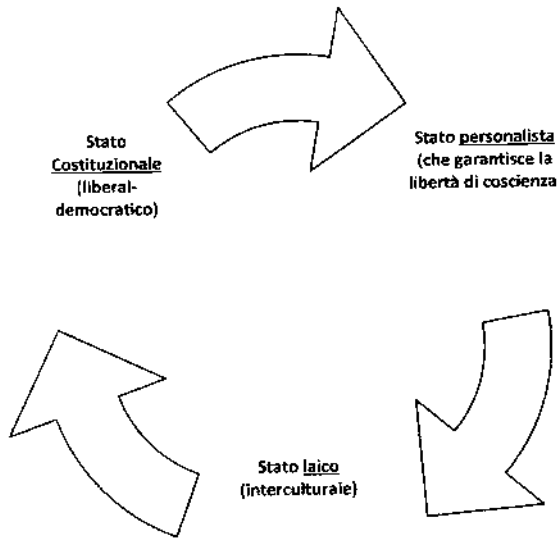 Stato
Costituzionale
(liberal-
democratico)
Stato personalista
(che garantisce la
libertà di coscienza
Stato laico
(interculturale)